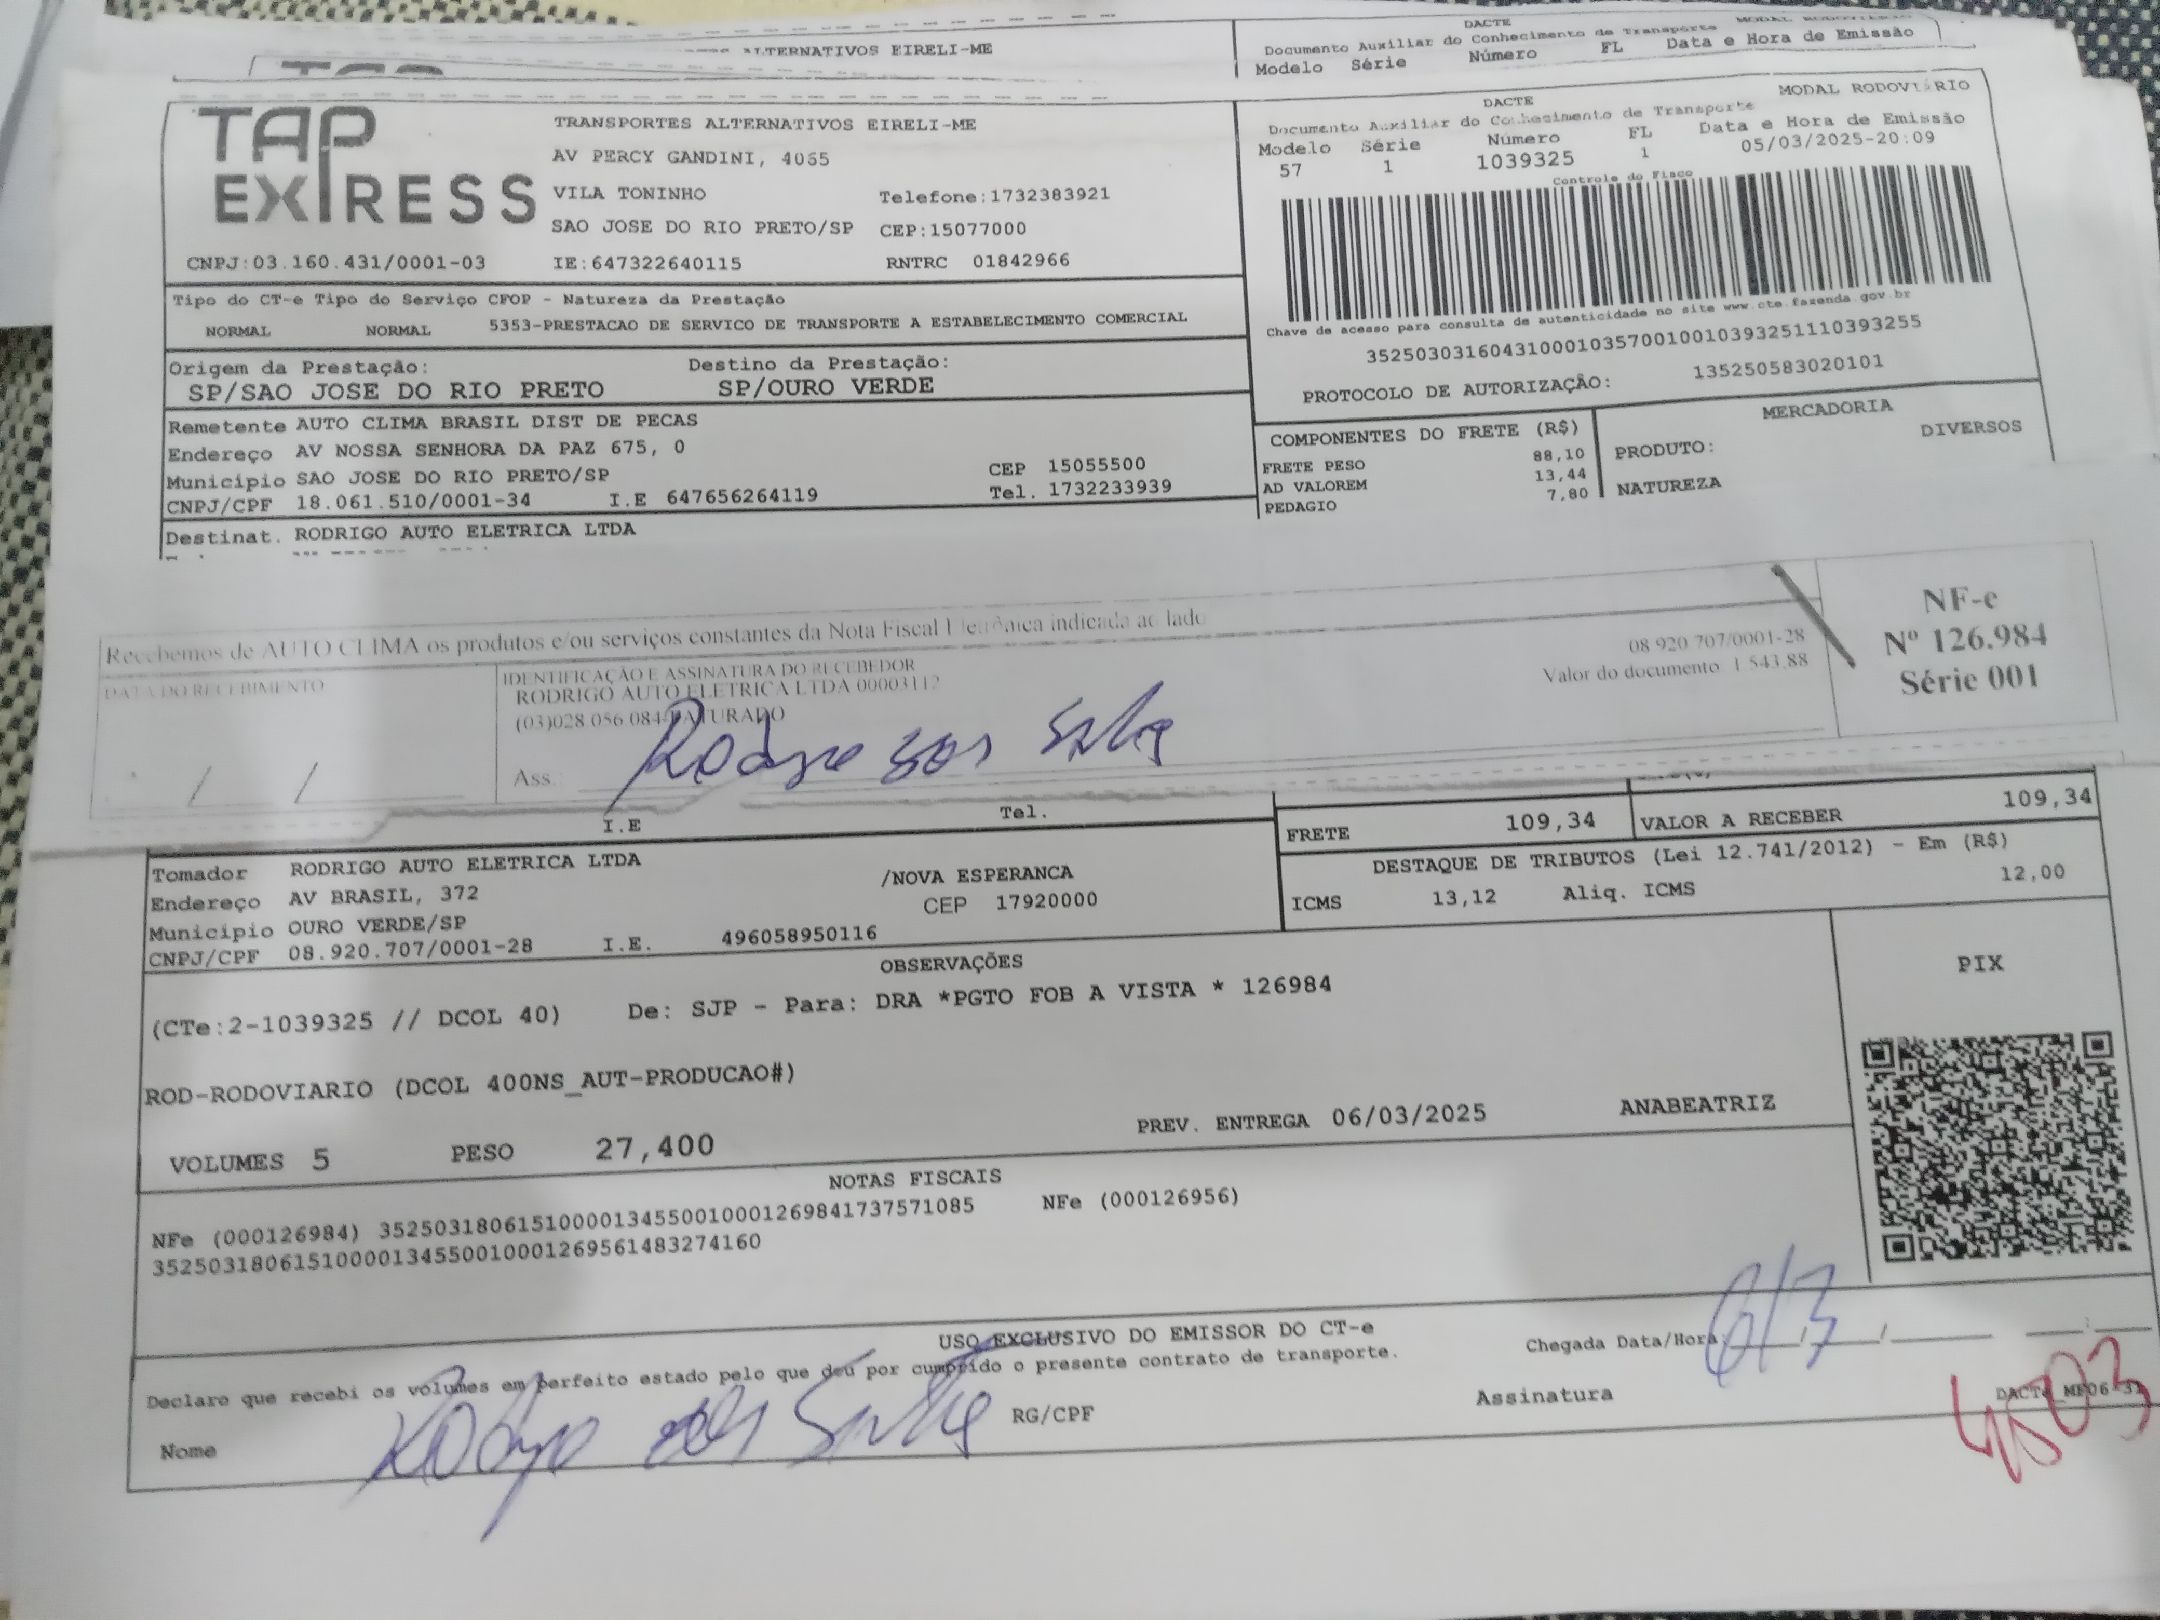 ALTERNATIVOS EIRELI-ME
DACTE
MODAL RODOVIÁRIO
Documento Auxiliar do Conhecimento de Transporte
Modelo Série Número FL Data e Hora de Emissão
TAP EXPRESS
TRANSPORTES ALTERNATIVOS EIRELI-ME
AV PERCY GANDINI, 4065
VILA TONINHO Telefone:1732383921
SAO JOSE DO RIO PRETO/SP CEP:15077000
CNPJ:03.160.431/0001-03 IE:647322640115 RNTRC 01842966
MODAL RODOVIÁRIO
DACTE
Documento Auxiliar do Conhecimento de Transporte
Modelo Série Número FL Data e Hora de Emissão
57 1 1039325 1 05/03/2025-20:09
Controle do Fisco
Chave de acesso para consulta de autenticidade no site www.cte.fazenda.gov.br
35250303160431000103570010010393251110393255
PROTOCOLO DE AUTORIZAÇÃO: 135250583020101
Tipo do CT-e Tipo do Serviço CFOP - Natureza da Prestação
NORMAL NORMAL 5353-PRESTACAO DE SERVICO DE TRANSPORTE A ESTABELECIMENTO COMERCIAL
Origem da Prestação: Destino da Prestação:
SP/SAO JOSE DO RIO PRETO SP/OURO VERDE
Remetente AUTO CLIMA BRASIL DIST DE PECAS
Endereço AV NOSSA SENHORA DA PAZ 675, 0
Municipio SAO JOSE DO RIO PRETO/SP CEP 15055500
CNPJ/CPF 18.061.510/0001-34 I.E 647656264119 Tel. 1732233939
Destinat. RODRIGO AUTO ELETRICA LTDA
COMPONENTES DO FRETE (R$)
FRETE PESO 88,10
AD VALOREM 13,44
PEDAGIO 7,80
MERCADORIA
PRODUTO: DIVERSOS
NATUREZA
Recebemos de AUTO CLIMA os produtos e/ou serviços constantes da Nota Fiscal Eletrônica indicada ao lado
DATA DO RECEBIMENTO
/ /
IDENTIFICAÇÃO E ASSINATURA DO RECEBEDOR
RODRIGO AUTO ELETRICA LTDA 00003112
(03)028.056.084-FATURADO
Ass.:
08.920.707/0001-28
Valor do documento: 1.543,88
NF-e
Nº 126.984
Série 001
I.E Tel.
FRETE 109,34 VALOR A RECEBER 109,34
DESTAQUE DE TRIBUTOS (Lei 12.741/2012) - Em (R$)
ICMS 13,12 Aliq. ICMS 12,00
Tomador RODRIGO AUTO ELETRICA LTDA
Endereço AV BRASIL, 372 /NOVA ESPERANCA
Municipio OURO VERDE/SP CEP 17920000
CNPJ/CPF 08.920.707/0001-28 I.E. 496058950116
OBSERVAÇÕES
(CTe:2-1039325 // DCOL 40) De: SJP - Para: DRA *PGTO FOB A VISTA * 126984
ROD-RODOVIARIO (DCOL 400NS_AUT-PRODUCAO#)
VOLUMES 5 PESO 27,400 PREV. ENTREGA 06/03/2025 ANABEATRIZ
PIX
NOTAS FISCAIS
NFe (000126984) 35250318061510000134550010001269841737571085 NFe (000126956)
35250318061510000134550010001269561483274160
USO EXCLUSIVO DO EMISSOR DO CT-e
Declaro que recebi os volumes em perfeito estado pelo que deu por cumprido o presente contrato de transporte.
Chegada Data/Hora: 6/3
Nome RG/CPF Assinatura
4503